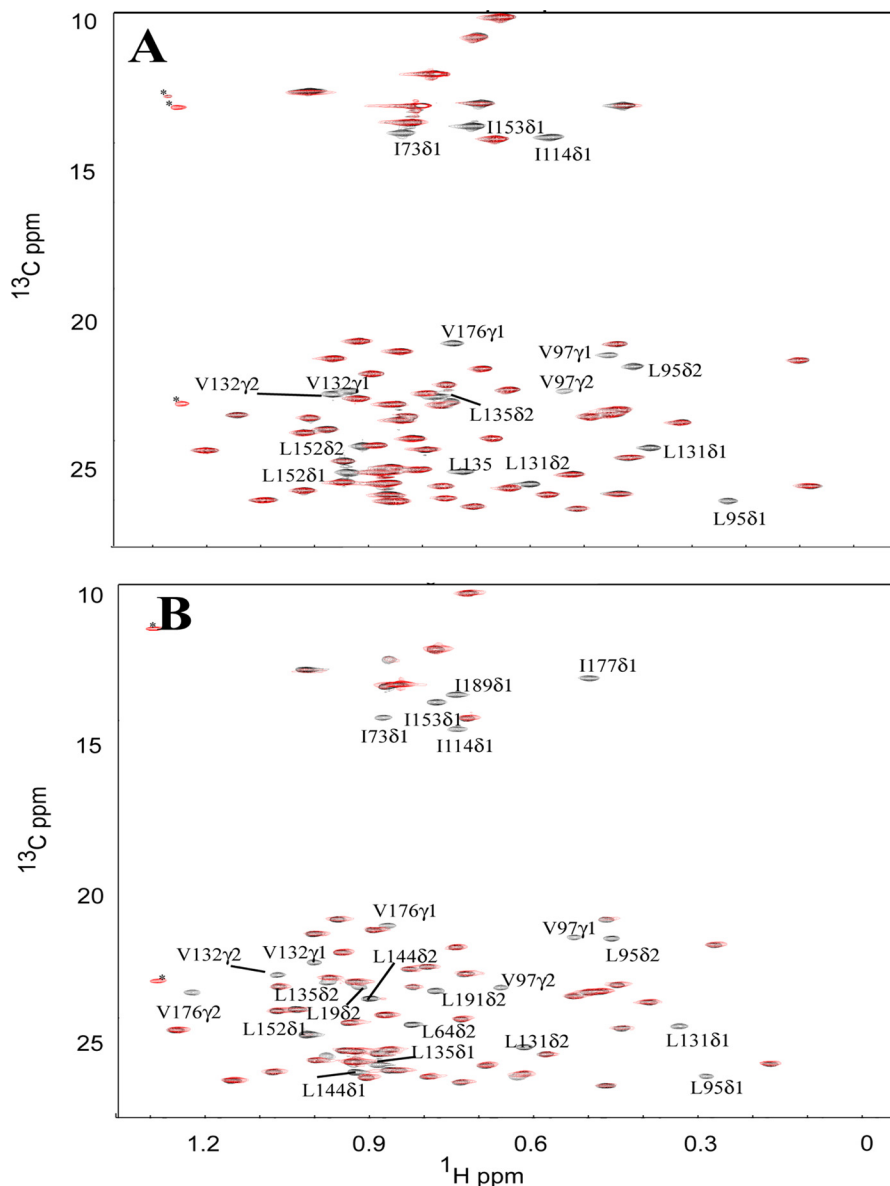 A
10
*
*
I153δ1
I73δ1
I114δ1
15
13C ppm
20
V176γ1
V97γ1
L95δ2
V132γ2
V132γ1
V97γ2
*
L135δ2
L152δ2
L131δ1
25
L152δ1
L135
L131δ2
L95δ1
B
10
*
I177δ1
I189δ1
I153δ1
I73δ1
I114δ1
15
13C ppm
20
V176γ1
V97γ1
L95δ2
V132γ2
V132γ1
L144δ2
*
L135δ2
V97γ2
V176γ2
L19δ2
L191δ2
L152δ1
L64δ2
L131δ2
L131δ1
25
L135δ1
L144δ1
L95δ1
1.2
0.9
0.6
0.3
0
1H ppm